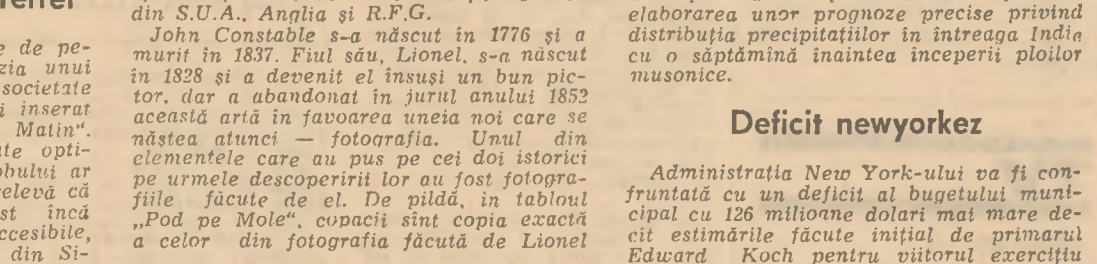 e de pe-
zia unui
societate
i inserat
Matin“.
te opti-
obului ar
relevă că
st încă
ccesibile,
din Si-
din S.U.A., Anglia și R.F.G.
John Constable s-a născut în 1776 și a
murit în 1837. Fiul său, Lionel, s-a născut
în 1828 și a devenit el însuși un bun pic-
tor, dar a abandonat în jurul anului 1852
această artă în favoarea uneia noi care se
năștea atunci — fotografia. Unul din
elementele care au pus pe cei doi istorici
pe urmele descoperirii lor au fost fotogra-
fiile făcute de el. De pildă, în tabloul
„Pod pe Mole“, copacii sînt copia exactă
a celor din fotografia făcută de Lionel
elaborarea unor prognoze precise privind
distribuția precipitațiilor în întreaga India
cu o săptămînă înaintea începerii ploilor
musonice.
Deficit newyorkez
Administrația New York-ului va fi con-
fruntată cu un deficit al bugetului muni-
cipal cu 126 milioane dolari mai mare de-
cît estimările făcute inițial de primarul
Edward Koch pentru viitorul exercițiu